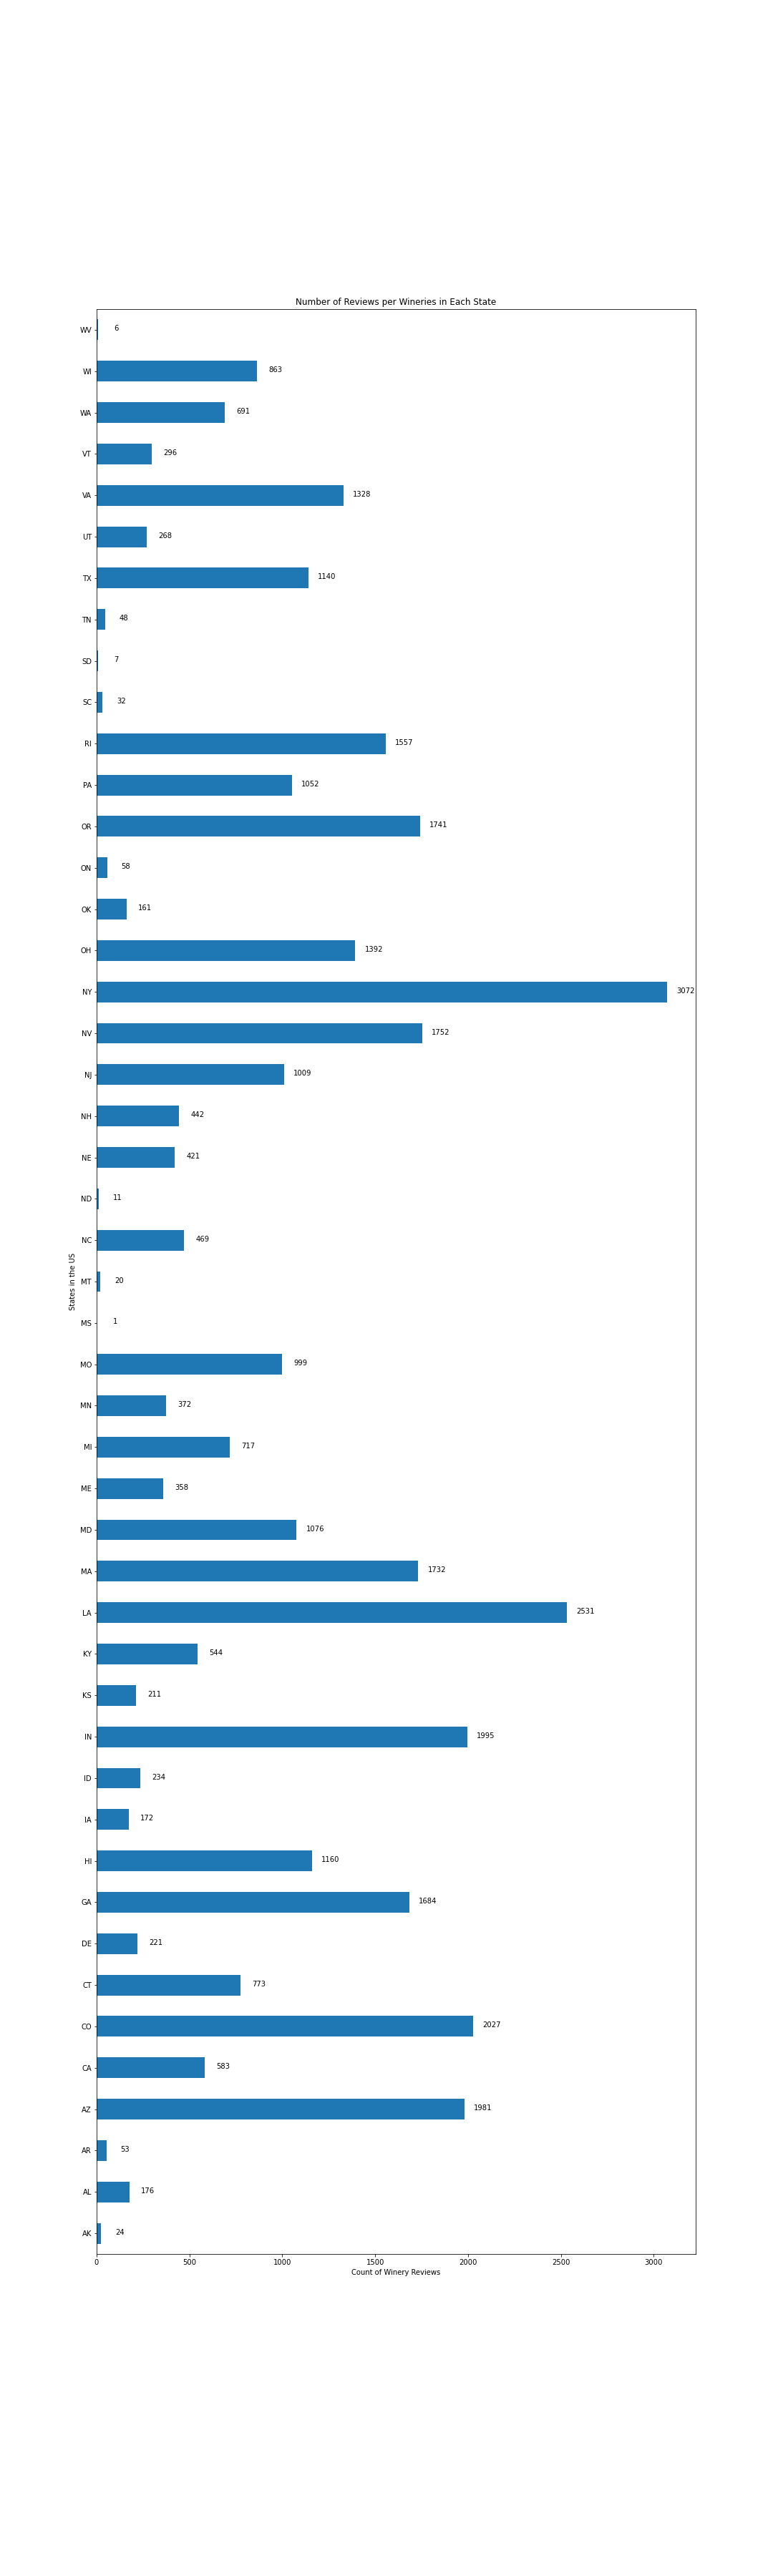 Number of Reviews per Wineries in Each State
WV 6
WI 863
WA 691
VT 296
VA 1328
UT 268
TX 1140
TN 48
SD 7
SC 32
RI 1557
PA 1052
OR 1741
ON 58
OK 161
OH 1392
NY 3072
NV 1752
NJ 1009
NH 442
NE 421
ND 11
NC 469
States in the US
MT 20
MS 1
MO 999
MN 372
MI 717
ME 358
MD 1076
MA 1732
LA 2531
KY 544
KS 211
IN 1995
ID 234
IA 172
HI 1160
GA 1684
DE 221
CT 773
CO 2027
CA 583
AZ 1981
AR 53
AL 176
AK 24
0 500 1000 1500 2000 2500 3000
Count of Winery Reviews